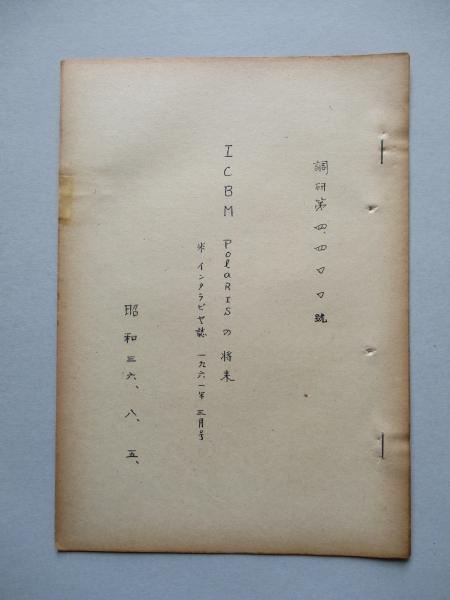 調研第四、四〇〇號
ICBM PolaRISの将来
米インタラビヤ誌 一九六一年三月号
昭和三六、八、五、